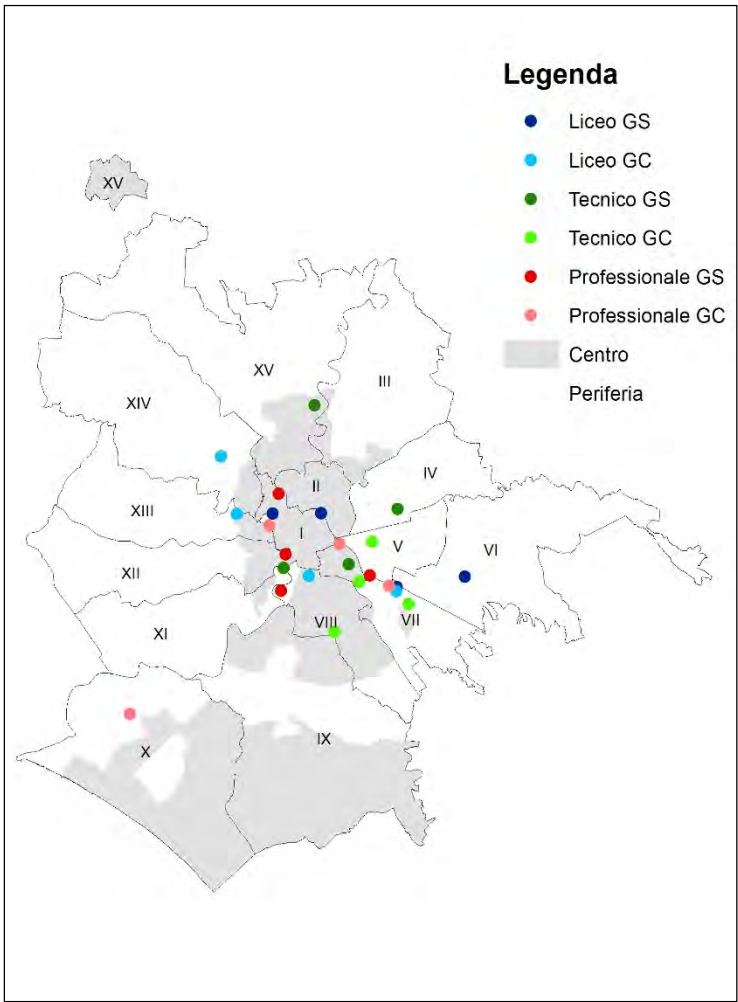 Legenda
Liceo GS
Liceo GC
Tecnico GS
Tecnico GC
Professionale GS
Professionale GC
Centro
Periferia
XV
XV
III
XIV
IV
II
XIII
I
V
VI
XII
XI
VIII
VII
IX
X